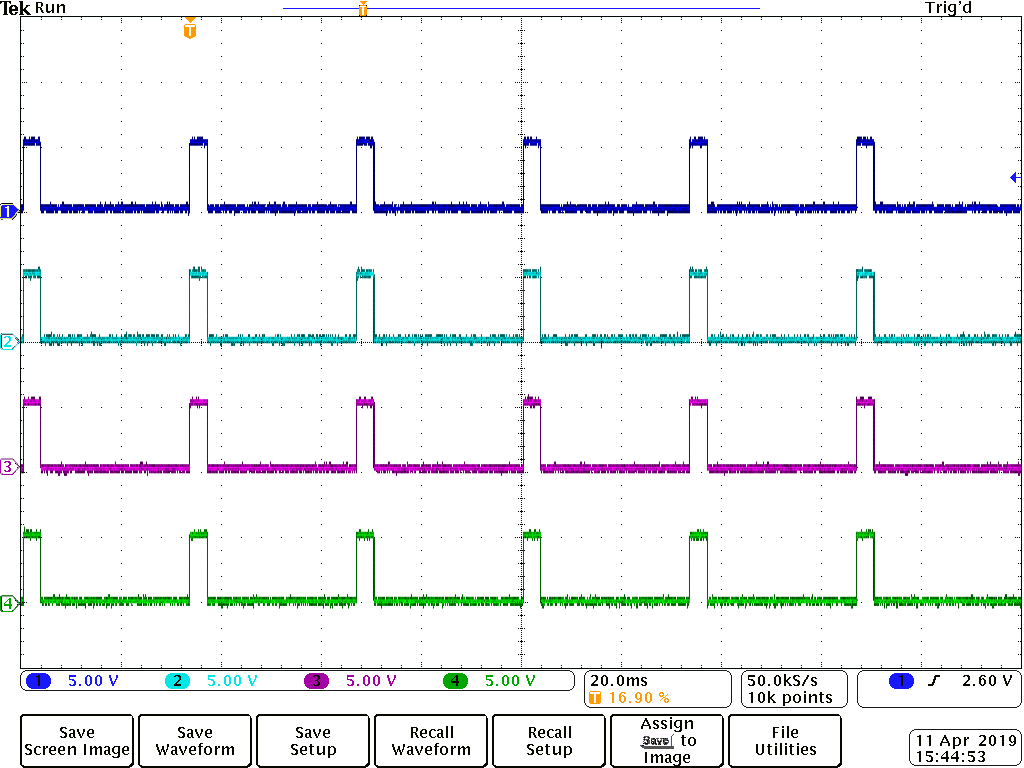 Tek Run Trig'd
T
T
1
2
3
4
1 5.00 V 2 5.00 V 3 5.00 V 4 5.00 V
20.0ms
T 16.90 %
50.0kS/s
10k points
1 2.60 V
Save
Screen Image
Save
Waveform
Save
Setup
Recall
Waveform
Recall
Setup
Assign
Save to
Image
File
Utilities
11 Apr 2019
15:44:53